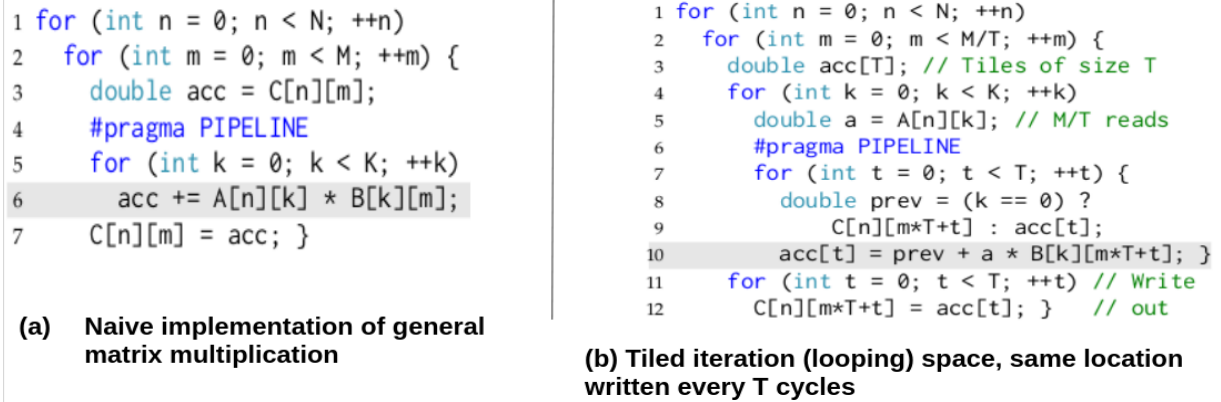 1 for (int n = 0; n < N; ++n)
2 for (int m = 0; m < M; ++m) {
3 double acc = C[n][m];
4 #pragma PIPELINE
5 for (int k = 0; k < K; ++k)
6 acc += A[n][k] * B[k][m];
7 C[n][m] = acc; }
(a) Naive implementation of general
matrix multiplication
1 for (int n = 0; n < N; ++n)
2 for (int m = 0; m < M/T; ++m) {
3 double acc[T]; // Tiles of size T
4 for (int k = 0; k < K; ++k)
5 double a = A[n][k]; // M/T reads
6 #pragma PIPELINE
7 for (int t = 0; t < T; ++t) {
8 double prev = (k == 0) ?
9 C[n][m*T+t] : acc[t];
10 acc[t] = prev + a * B[k][m*T+t]; }
11 for (int t = 0; t < T; ++t) // Write
12 C[n][m*T+t] = acc[t]; } // out
(b) Tiled iteration (looping) space, same location
written every T cycles